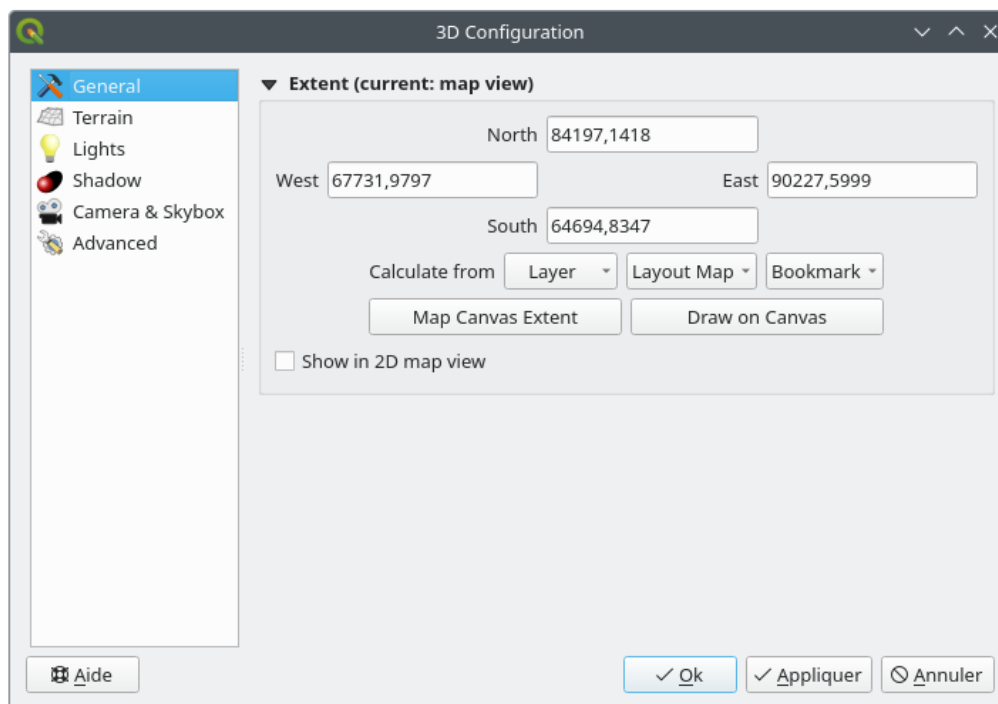 3D Configuration
General
Terrain
Lights
Shadow
Camera & Skybox
Advanced
Extent (current: map view)
North 84197,1418
West 67731,9797 East 90227,5999
South 64694,8347
Calculate from Layer Layout Map Bookmark
Map Canvas Extent Draw on Canvas
Show in 2D map view
Aide Ok Appliquer Annuler